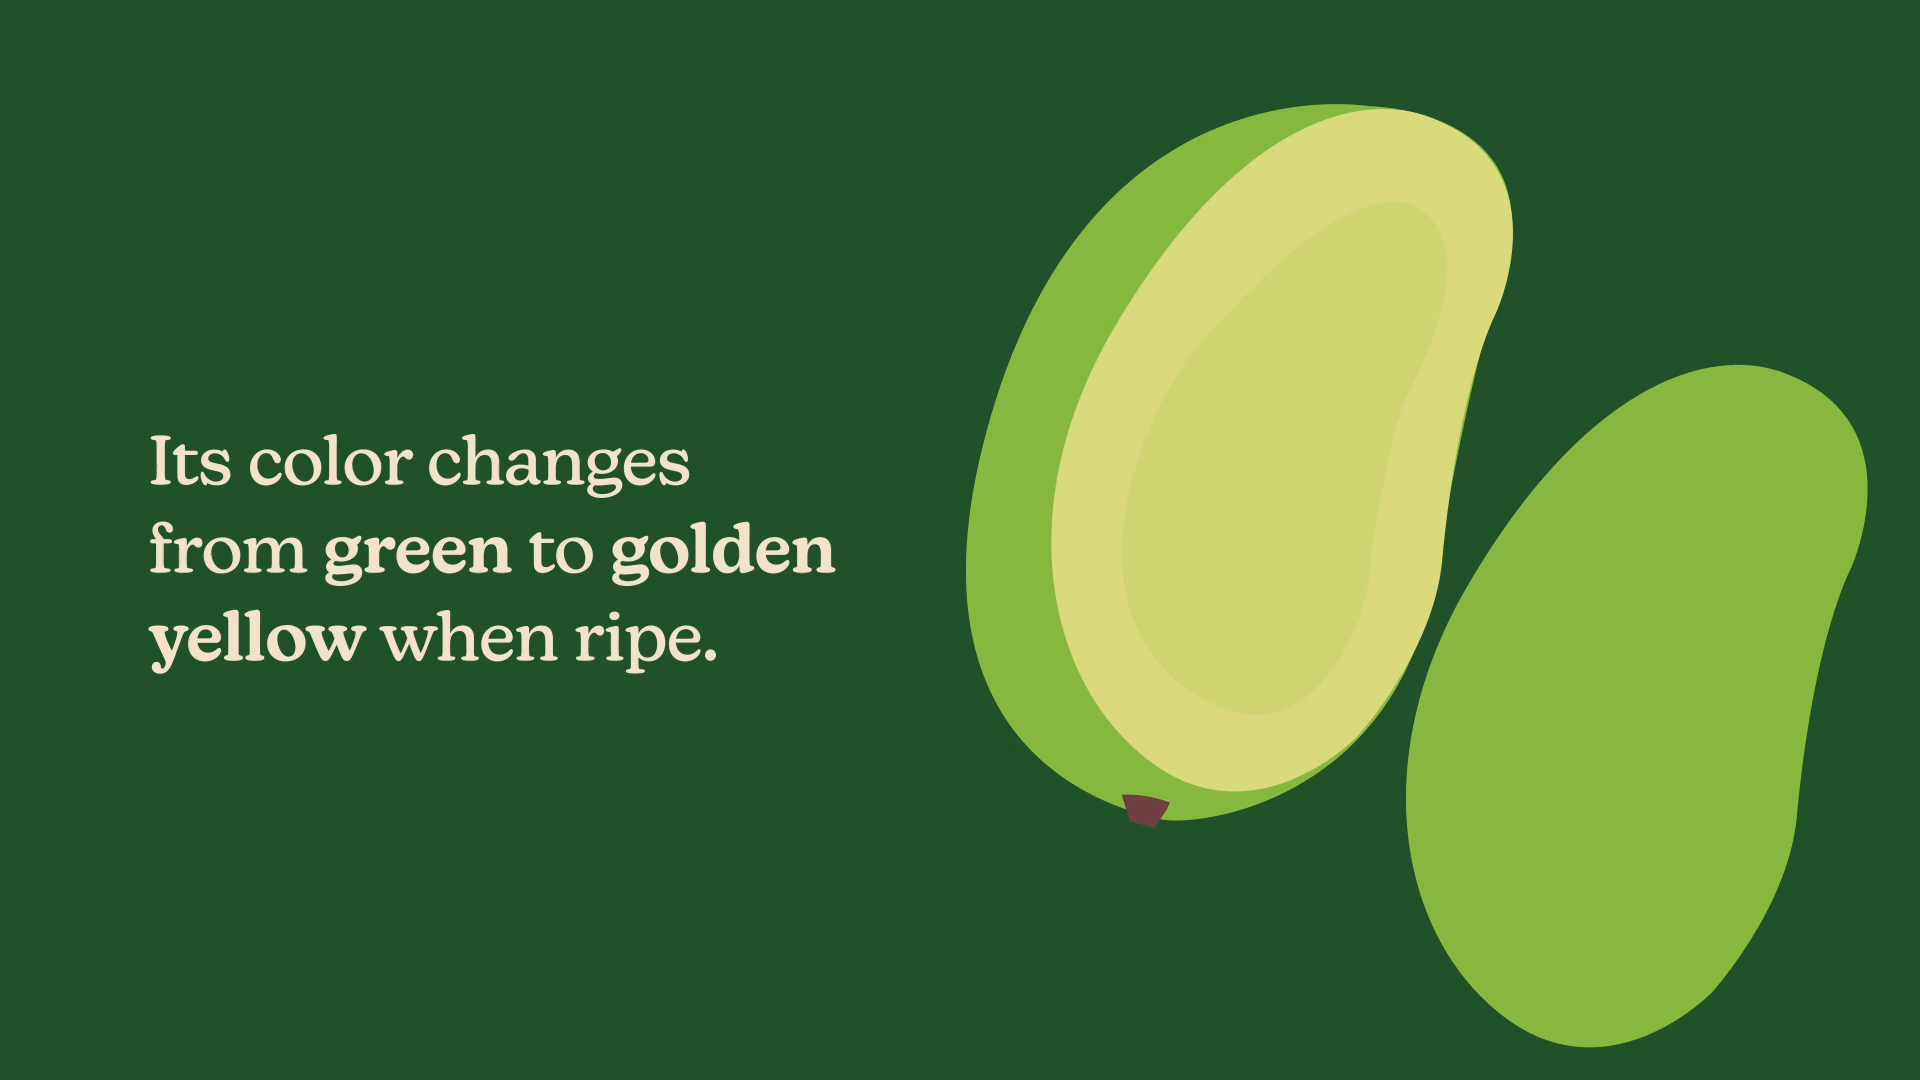 Its color changes
from green to golden
yellow when ripe.